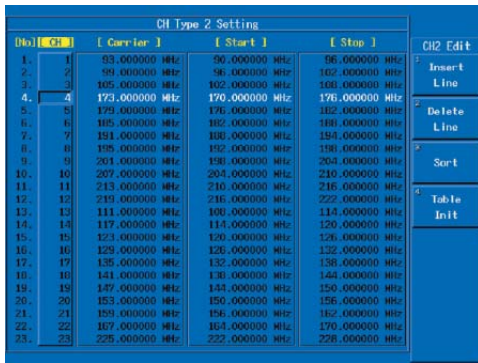 CH Type 2 Setting
[No] [ CH ] [ Carrier ] [ Start ] [ Stop ]
1. 1 93.000000 MHz 90.000000 MHz 96.000000 MHz
2. 2 99.000000 MHz 96.000000 MHz 102.000000 MHz
3. 3 105.000000 MHz 102.000000 MHz 108.000000 MHz
4. 4 173.000000 MHz 170.000000 MHz 176.000000 MHz
5. 5 179.000000 MHz 176.000000 MHz 182.000000 MHz
6. 6 185.000000 MHz 182.000000 MHz 188.000000 MHz
7. 7 191.000000 MHz 188.000000 MHz 194.000000 MHz
8. 8 195.000000 MHz 192.000000 MHz 198.000000 MHz
9. 9 201.000000 MHz 198.000000 MHz 204.000000 MHz
10. 10 207.000000 MHz 204.000000 MHz 210.000000 MHz
11. 11 213.000000 MHz 210.000000 MHz 216.000000 MHz
12. 12 219.000000 MHz 216.000000 MHz 222.000000 MHz
13. 13 111.000000 MHz 108.000000 MHz 114.000000 MHz
14. 14 117.000000 MHz 114.000000 MHz 120.000000 MHz
15. 15 123.000000 MHz 120.000000 MHz 126.000000 MHz
16. 16 129.000000 MHz 126.000000 MHz 132.000000 MHz
17. 17 135.000000 MHz 132.000000 MHz 138.000000 MHz
18. 18 141.000000 MHz 138.000000 MHz 144.000000 MHz
19. 19 147.000000 MHz 144.000000 MHz 150.000000 MHz
20. 20 153.000000 MHz 150.000000 MHz 156.000000 MHz
21. 21 159.000000 MHz 156.000000 MHz 162.000000 MHz
22. 22 167.000000 MHz 164.000000 MHz 170.000000 MHz
23. 23 225.000000 MHz 222.000000 MHz 228.000000 MHz
CH2 Edit
1
Insert
Line
2
Delete
Line
3
Sort
4
Table
Init